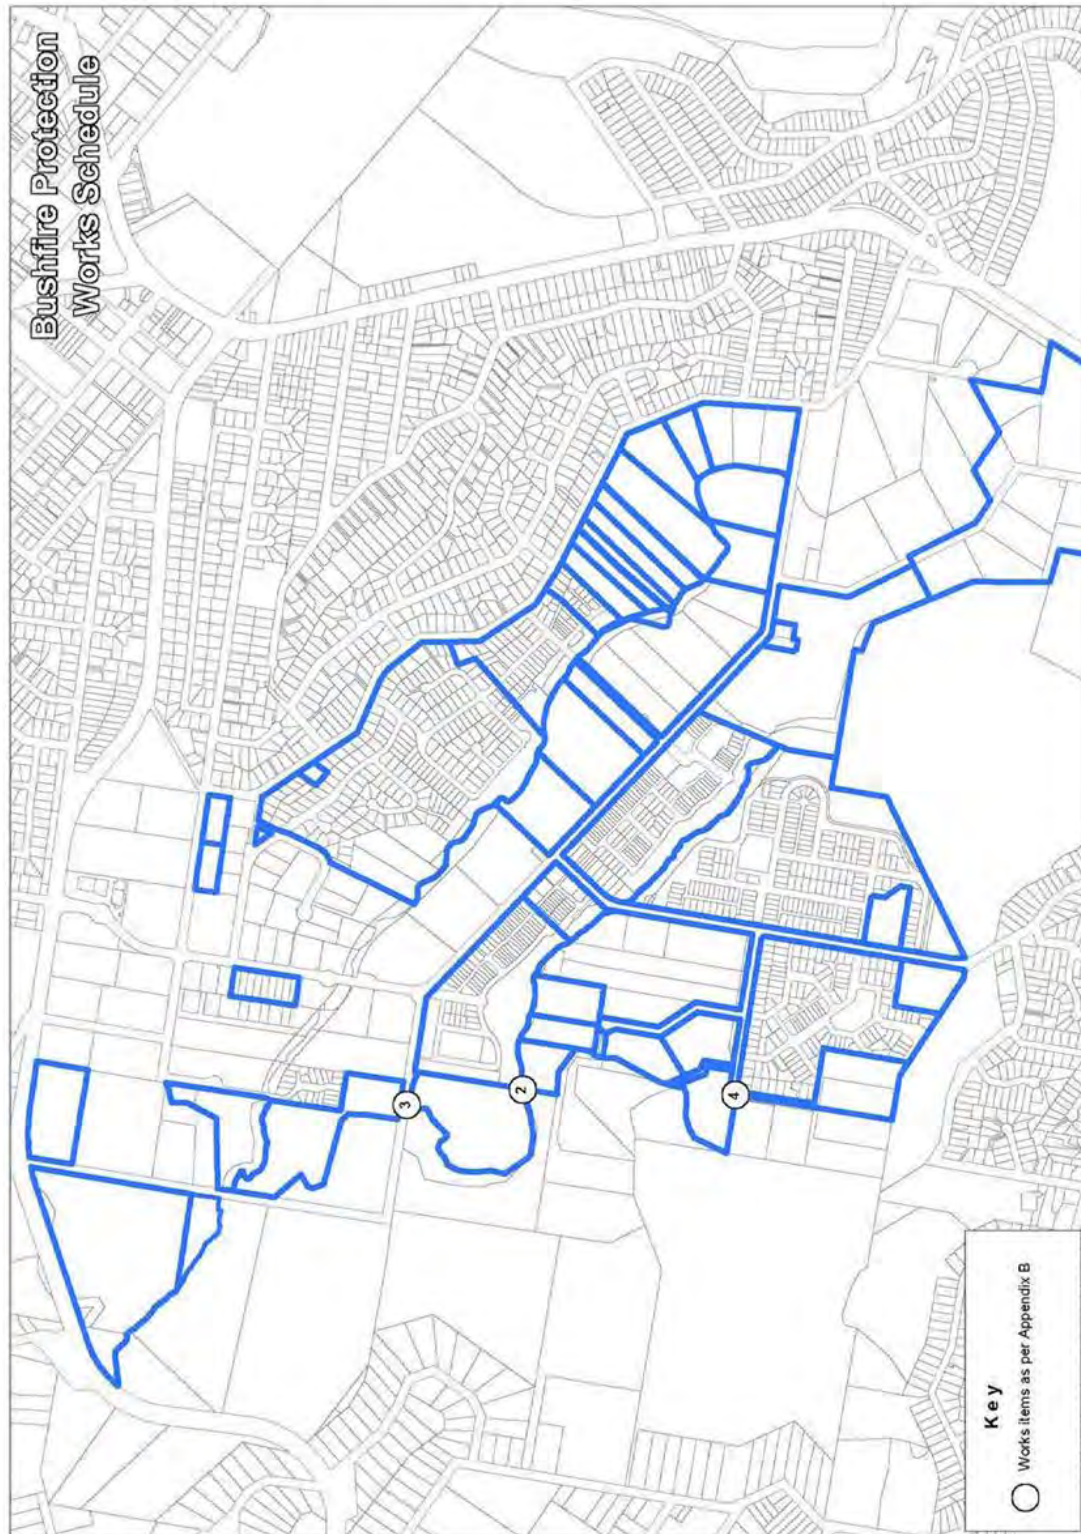 Bushfire Protection
Works Schedule
3
2
4
Key
Works items as per Appendix B